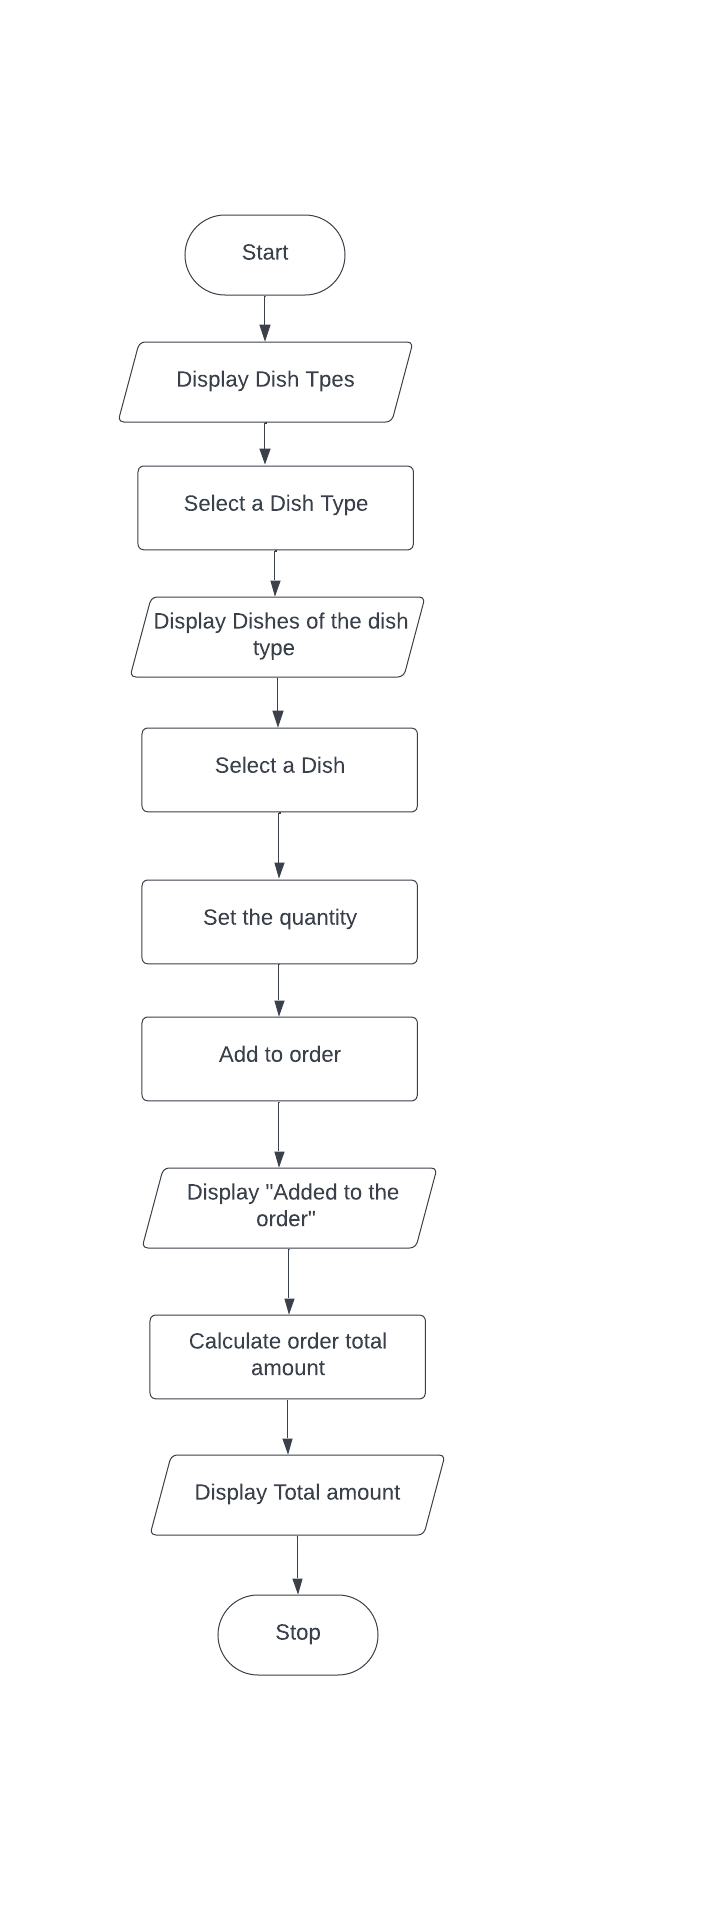 Start
Display Dish Tpes
Select a Dish Type
Display Dishes of the dish
type
Select a Dish
Set the quantity
Add to order
Display "Added to the
order"
Calculate order total
amount
Display Total amount
Stop